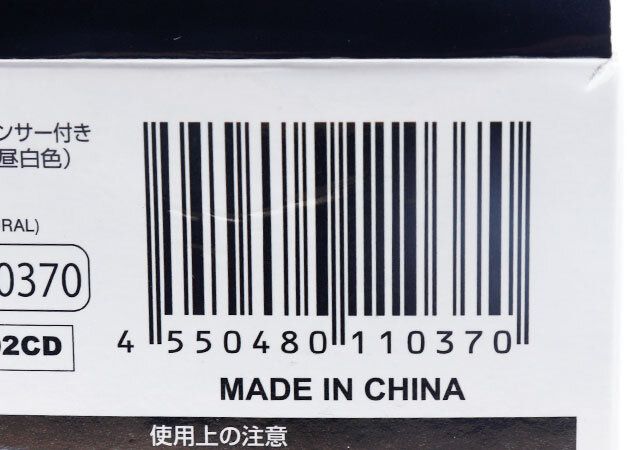 ンサー付き
昼白色）
RAL)
0370
02CD
4 550480 110370
MADE IN CHINA
使用上の注意